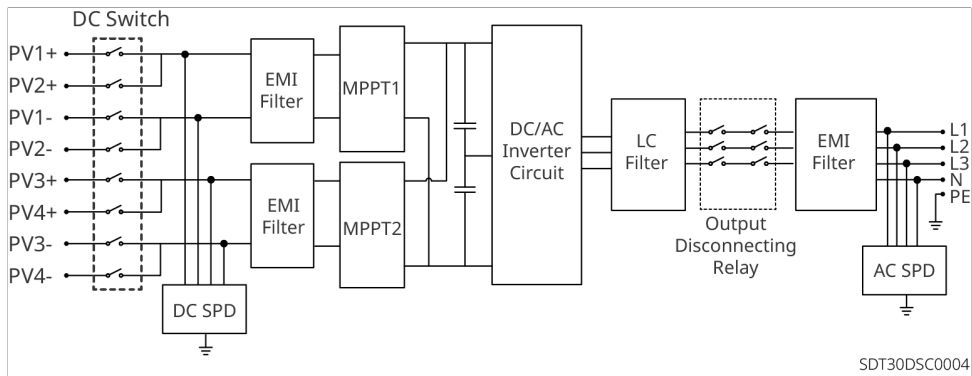 DC Switch
PV1+
PV2+
PV1-
PV2-
PV3+
PV4+
PV3-
PV4-
EMI
Filter
MPPT1
EMI
Filter
MPPT2
DC SPD
DC/AC
Inverter
Circuit
LC
Filter
Output
Disconnecting
Relay
EMI
Filter
L1
L2
L3
N
PE
AC SPD
SDT30DSC0004